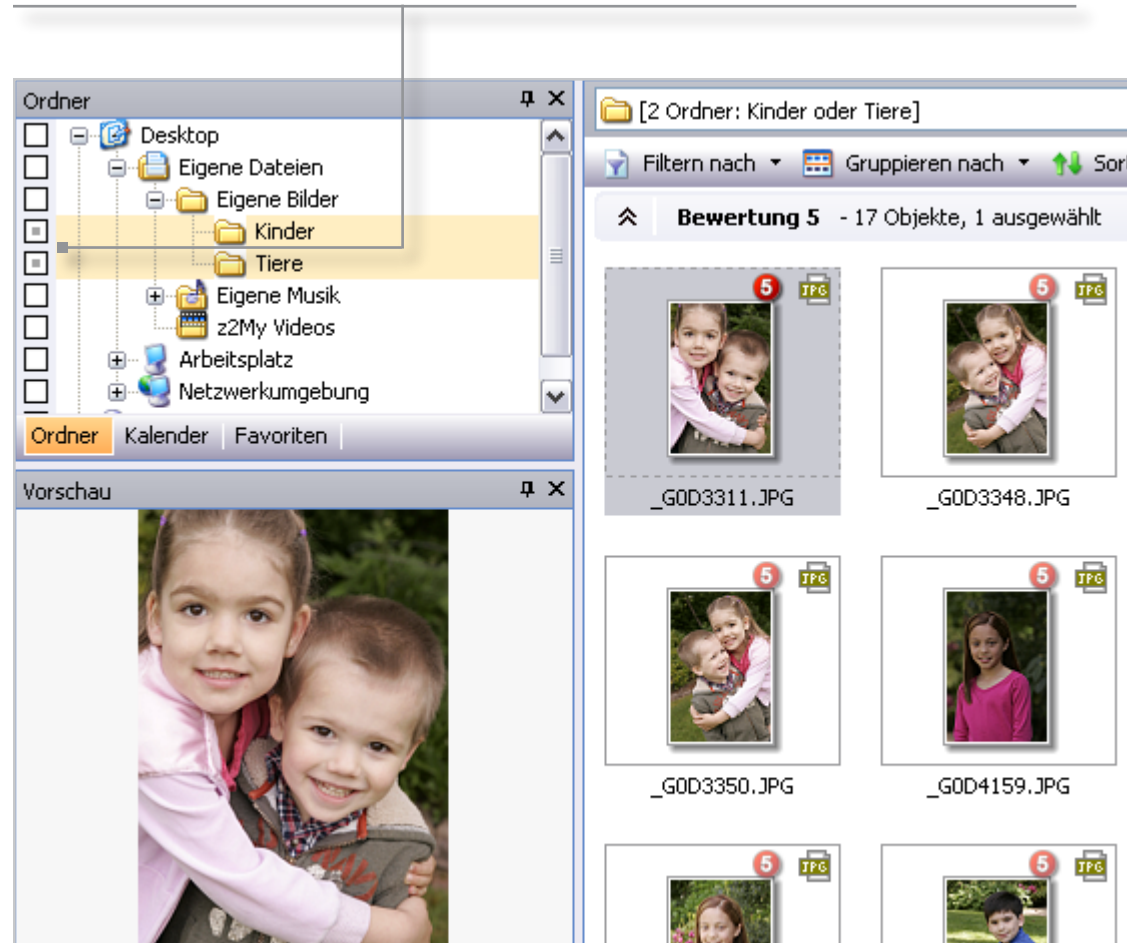 Ordner
Desktop
Eigene Dateien
Eigene Bilder
Kinder
Tiere
Eigene Musik
z2My Videos
Arbeitsplatz
Netzwerkumgebung
Ordner Kalender Favoriten
Vorschau
[2 Ordner: Kinder oder Tiere]
Filtern nach Gruppieren nach Sort
Bewertung 5 - 17 Objekte, 1 ausgewählt
5 JPG 5 JPG
_G0D3311.JPG _G0D3348.JPG
5 JPG 5 JPG
_G0D3350.JPG _G0D4159.JPG
5 JPG 5 JPG